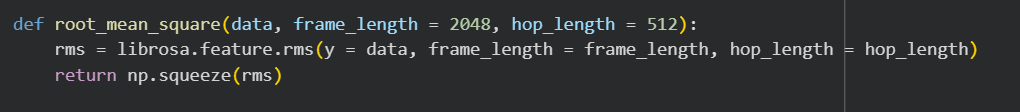 def root_mean_square(data, frame_length = 2048, hop_length = 512):
    rms = librosa.feature.rms(y = data, frame_length = frame_length, hop_length = hop_length)
    return np.squeeze(rms)